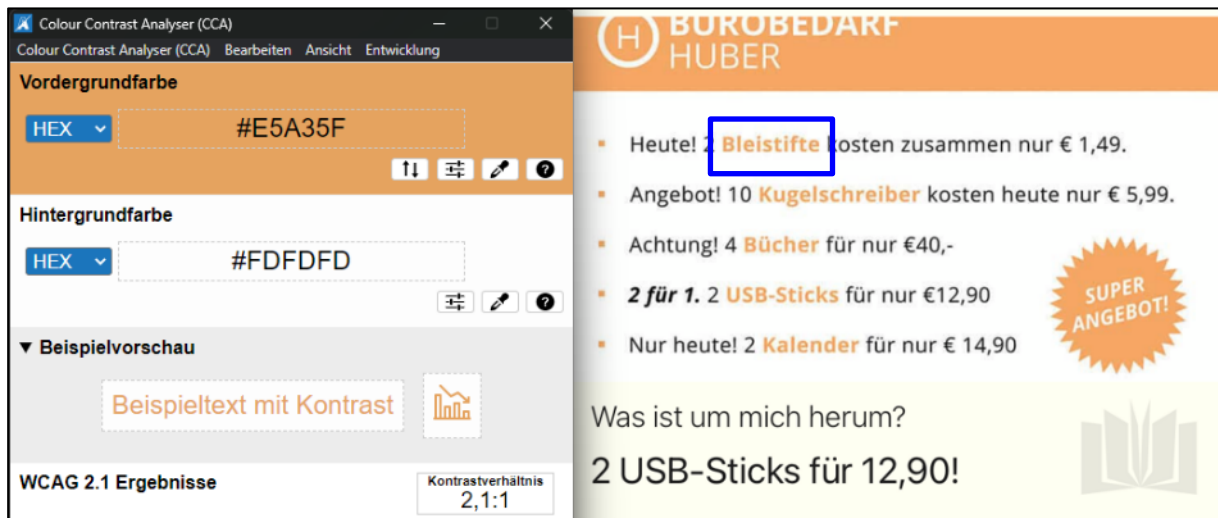 Colour Contrast Analyser (CCA)
Colour Contrast Analyser (CCA) Bearbeiten Ansicht Entwicklung
Vordergrundfarbe
HEX #E5A35F
Hintergrundfarbe
HEX #FDFDFD
▼ Beispielvorschau
Beispieltext mit Kontrast
WCAG 2.1 Ergebnisse
Kontrastverhältnis
2,1:1
H
BÜROBEDARF
HUBER
▪ Heute! 2 Bleistifte kosten zusammen nur € 1,49.
▪ Angebot! 10 Kugelschreiber kosten heute nur € 5,99.
▪ Achtung! 4 Bücher für nur €40,-
▪ 2 für 1. 2 USB-Sticks für nur €12,90
▪ Nur heute! 2 Kalender für nur € 14,90
SUPER
ANGEBOT!
Was ist um mich herum?
2 USB-Sticks für 12,90!